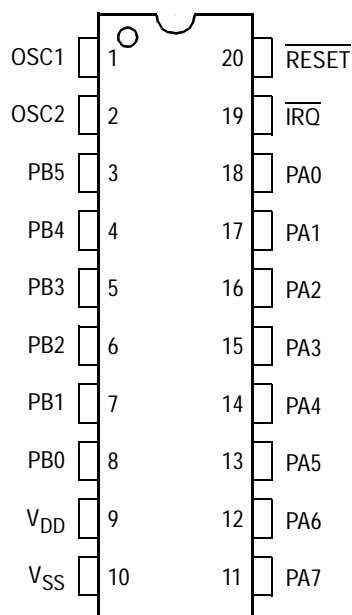 OSC1 1 20 R̅E̅S̅E̅T̅
OSC2 2 19 I̅R̅Q̅
PB5 3 18 PA0
PB4 4 17 PA1
PB3 5 16 PA2
PB2 6 15 PA3
PB1 7 14 PA4
PB0 8 13 PA5
VDD 9 12 PA6
VSS 10 11 PA7